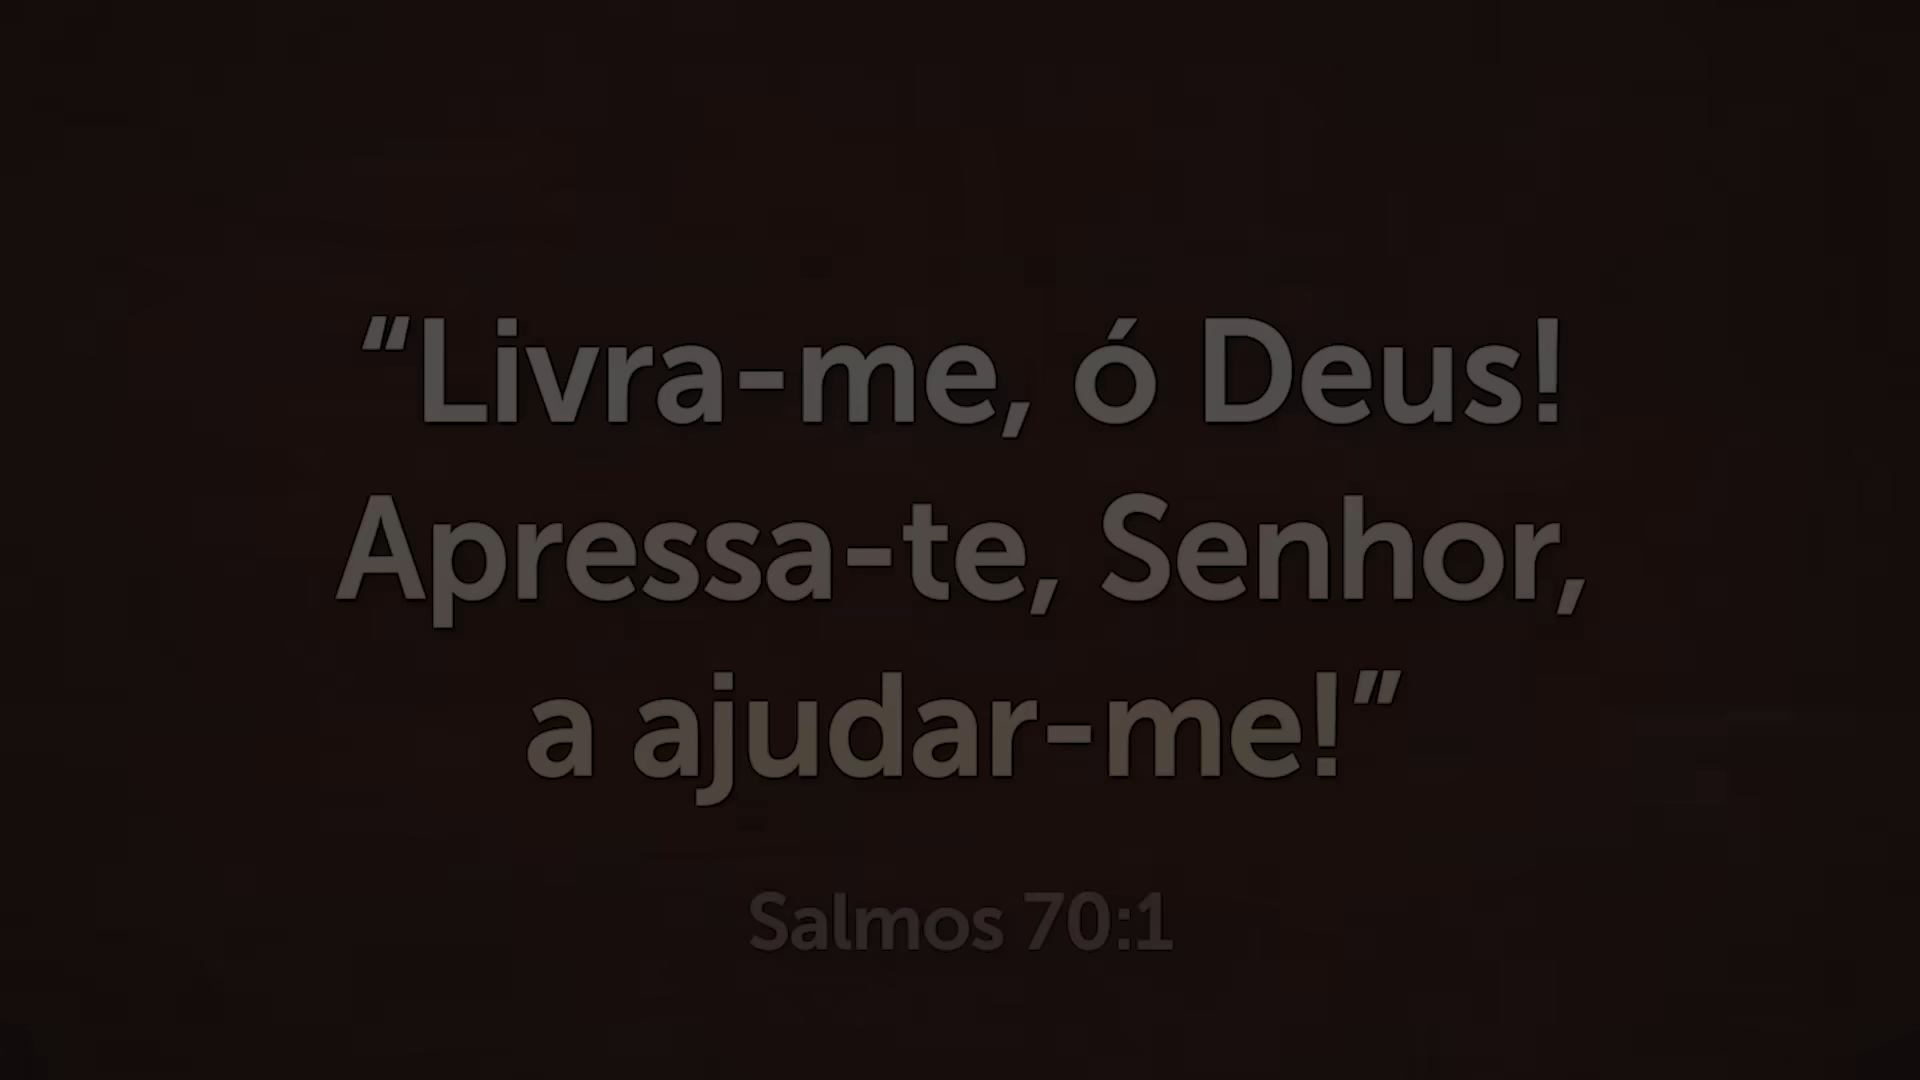 “Livra-me, ó Deus!
Apressa-te, Senhor,
a ajudar-me!”
Salmos 70:1